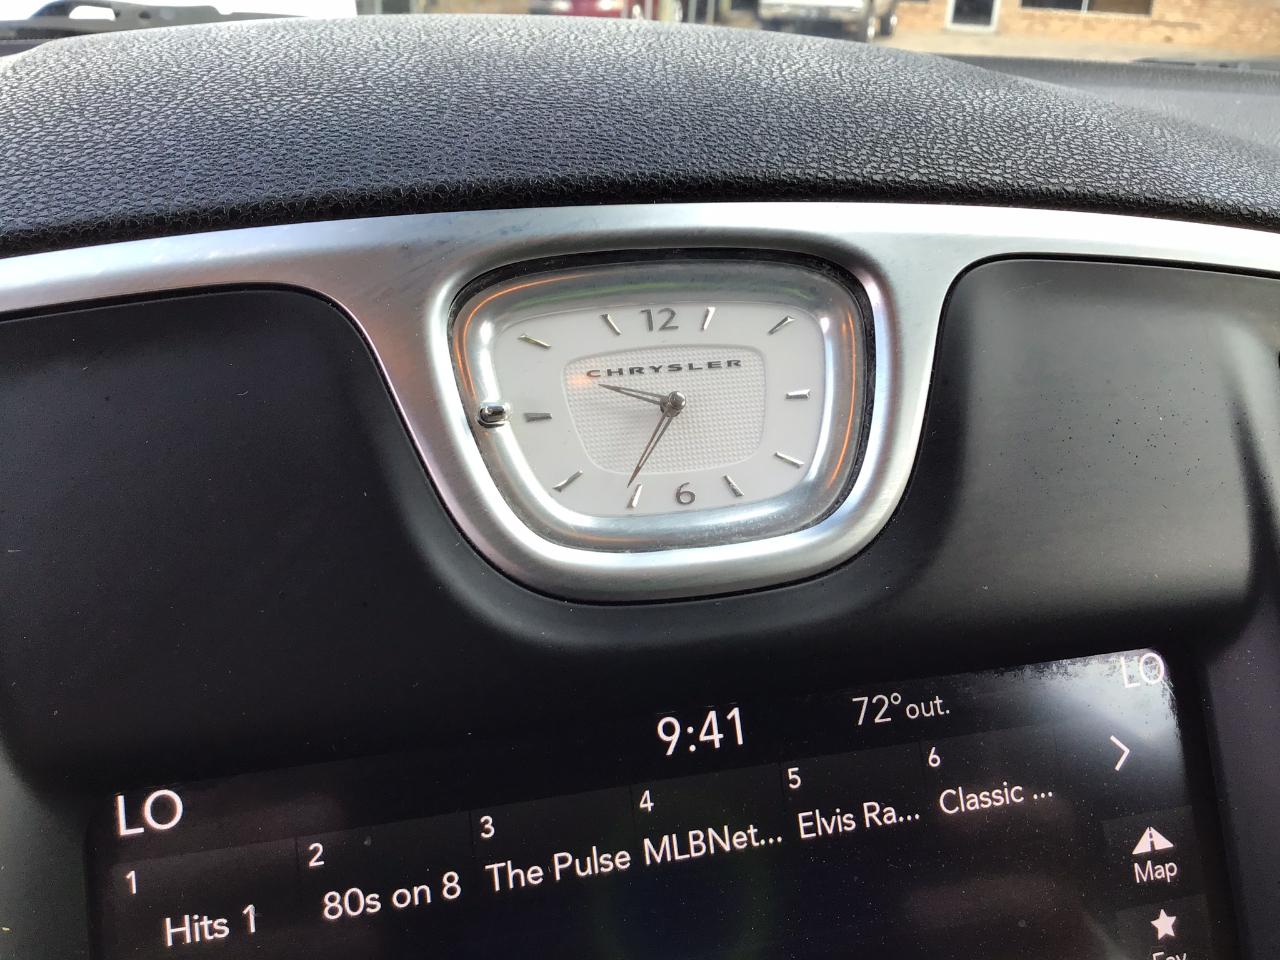 12
CHRYSLER
6
9:41
72° out.
LO
LO
1
Hits 1
2
80s on 8
3
The Pulse
4
MLBNet...
5
Elvis Ra...
6
Classic ...
Map